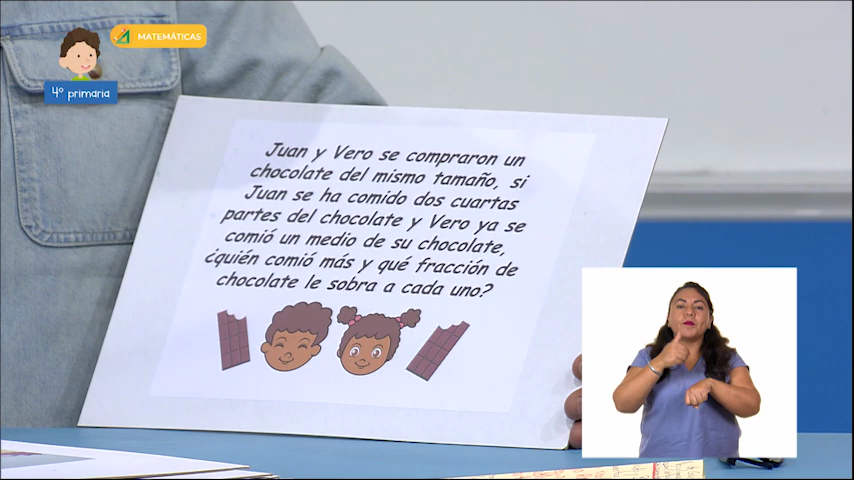 MATEMÁTICAS
4º primaria
Juan y Vero se compraron un
chocolate del mismo tamaño, si
Juan se ha comido dos cuartas
partes del chocolate y Vero ya se
comió un medio de su chocolate,
¿quién comió más y qué fracción de
chocolate le sobra a cada uno?